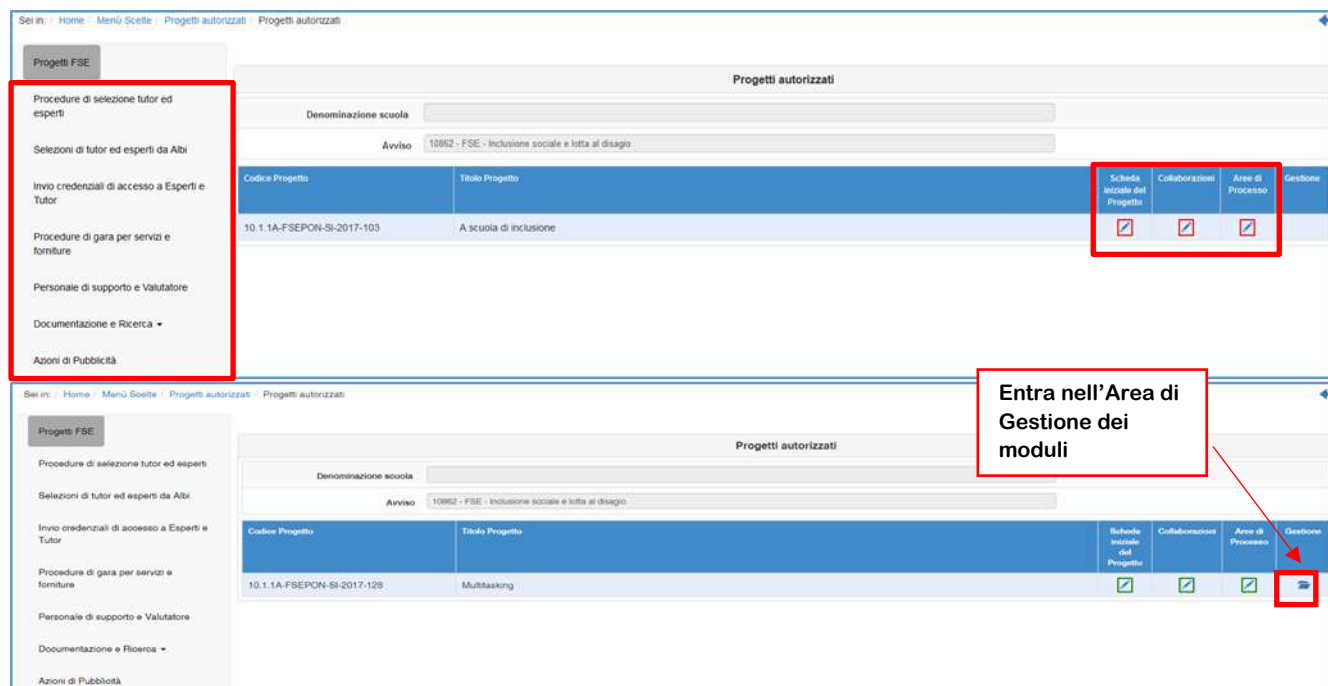 Sei in: / Home / Menù Scelte / Progetti autorizzati / Progetti autorizzati
Progetti FSE
Procedure di selezione tutor ed
esperti
Selezioni di tutor ed esperti da Albi
Invio credenziali di accesso a Esperti e
Tutor
Procedure di gara per servizi e
forniture
Personale di supporto e Valutatore
Documentazione e Ricerca
Azioni di Pubblicità
Progetti autorizzati
Denominazione scuola
Avviso 10862 - FSE - Inclusione sociale e lotta al disagio
Codice Progetto Titolo Progetto Scheda iniziale del Progetto Collaborazioni Aree di Processo Gestione
10.1.1A-FSEPON-SI-2017-103 A scuola di inclusione
Sei in: / Home / Menù Scelte / Progetti autorizzati / Progetti autorizzati
Entra nell'Area di
Gestione dei
moduli
Progetti FSE
Procedure di selezione tutor ed esperti
Selezioni di tutor ed esperti da Albi
Invio credenziali di accesso a Esperti e
Tutor
Procedure di gara per servizi e
forniture
Personale di supporto e Valutatore
Documentazione e Ricerca
Azioni di Pubblicità
Progetti autorizzati
Denominazione scuola
Avviso 10862 - FSE - Inclusione sociale e lotta al disagio
Codice Progetto Titolo Progetto Scheda iniziale del Progetto Collaborazioni Aree di Processo Gestione
10.1.1A-FSEPON-SI-2017-128 Multitasking